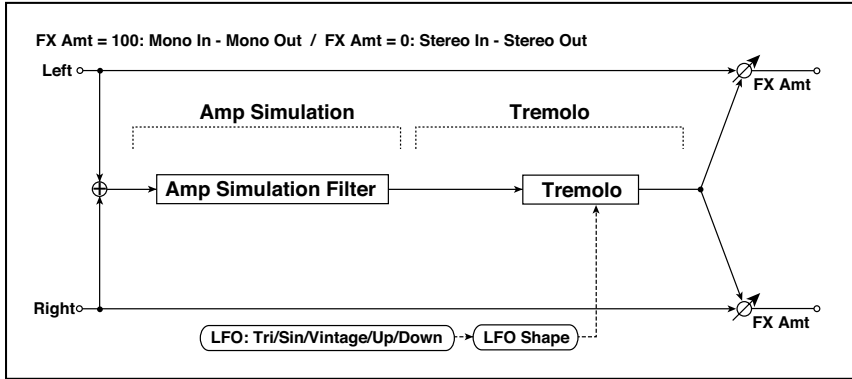 FX Amt = 100: Mono In - Mono Out / FX Amt = 0: Stereo In - Stereo Out
Left
FX Amt
Amp Simulation
Tremolo
Amp Simulation Filter
Tremolo
Right
FX Amt
LFO: Tri/Sin/Vintage/Up/Down
LFO Shape